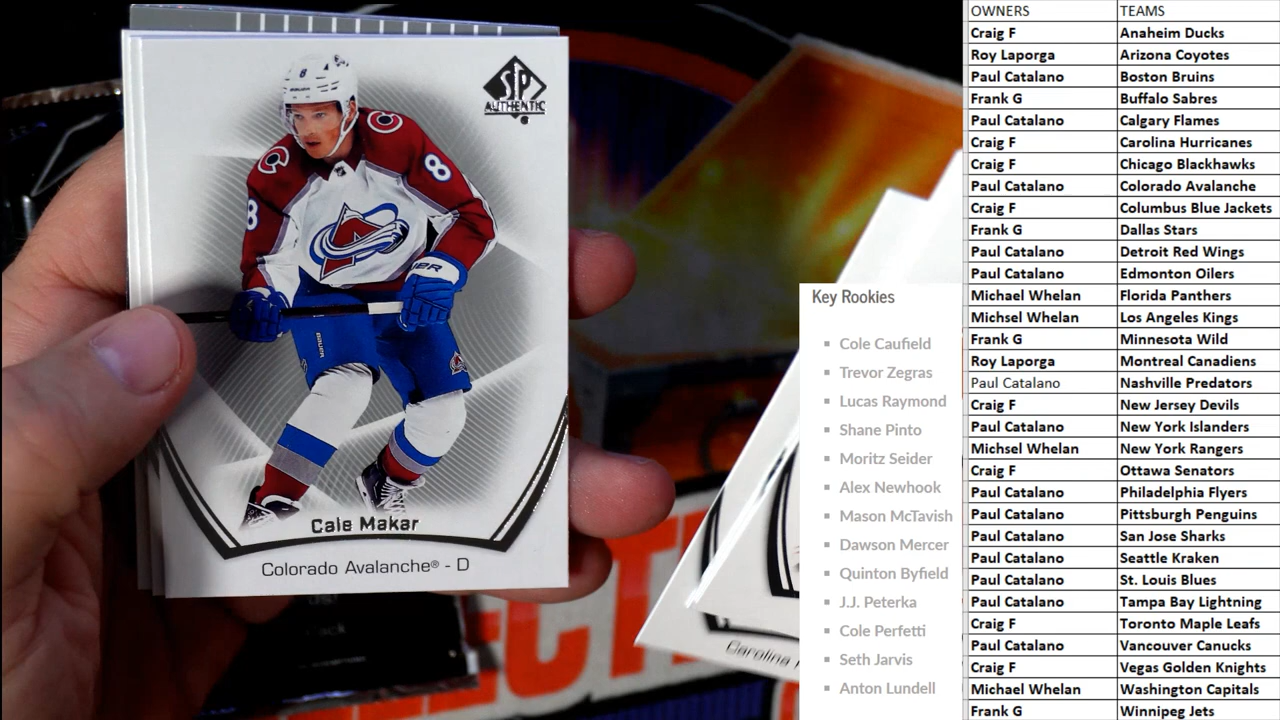 8
8
SP
AUTHENTIC
BAUER
Cale Makar
Colorado Avalanche® - D
Carolina
Key Rookies
▪ Cole Caufield
▪ Trevor Zegras
▪ Lucas Raymond
▪ Shane Pinto
▪ Moritz Seider
▪ Alex Newhook
▪ Mason McTavish
▪ Dawson Mercer
▪ Quinton Byfield
▪ J.J. Peterka
▪ Cole Perfetti
▪ Seth Jarvis
▪ Anton Lundell
OWNERS TEAMS
Craig F Anaheim Ducks
Roy Laporga Arizona Coyotes
Paul Catalano Boston Bruins
Frank G Buffalo Sabres
Paul Catalano Calgary Flames
Craig F Carolina Hurricanes
Craig F Chicago Blackhawks
Paul Catalano Colorado Avalanche
Craig F Columbus Blue Jackets
Frank G Dallas Stars
Paul Catalano Detroit Red Wings
Paul Catalano Edmonton Oilers
Michael Whelan Florida Panthers
Michsel Whelan Los Angeles Kings
Frank G Minnesota Wild
Roy Laporga Montreal Canadiens
Paul Catalano Nashville Predators
Craig F New Jersey Devils
Paul Catalano New York Islanders
Michsel Whelan New York Rangers
Craig F Ottawa Senators
Paul Catalano Philadelphia Flyers
Paul Catalano Pittsburgh Penguins
Paul Catalano San Jose Sharks
Paul Catalano Seattle Kraken
Paul Catalano St. Louis Blues
Paul Catalano Tampa Bay Lightning
Craig F Toronto Maple Leafs
Paul Catalano Vancouver Canucks
Craig F Vegas Golden Knights
Michael Whelan Washington Capitals
Frank G Winnipeg Jets